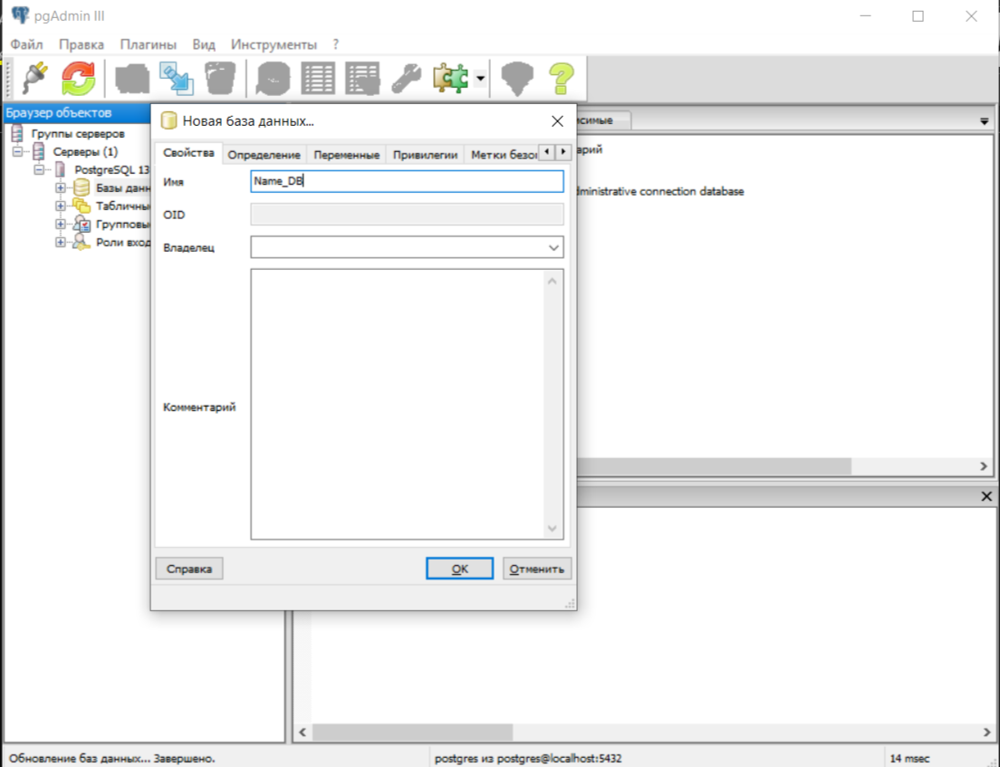 pgAdmin III
Файл Правка Плагины Вид Инструменты ?
Браузер объектов
Группы серверов
Серверы (1)
PostgreSQL 13
Базы данн
Табличны
Групповы
Роли вход
Новая база данных...
Свойства Определение Переменные Привилегии Метки безо
Имя Name_DB
OID
Владелец
Комментарий
Справка OK Отменить
исимые
арий
dministrative connection database
Обновление баз данных... Завершено. postgres из postgres@localhost:5432 14 msec